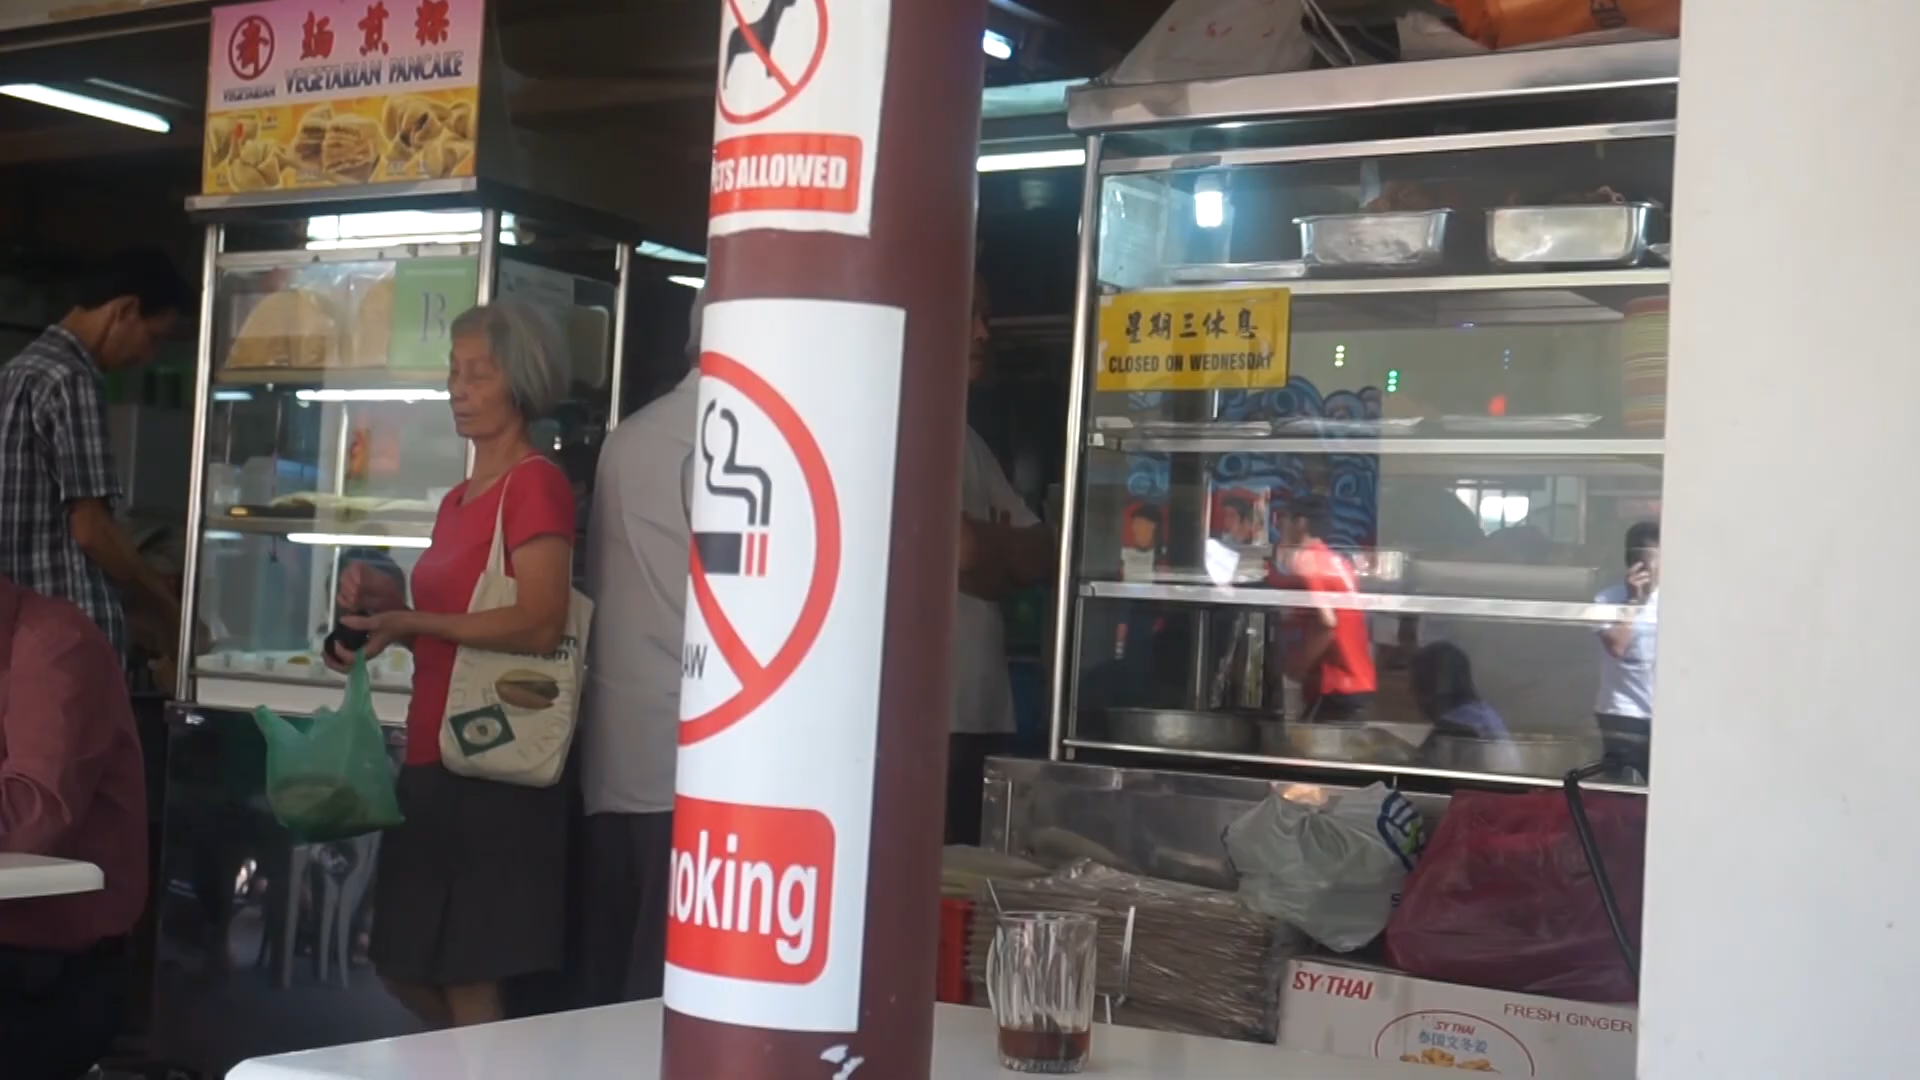 斋 麵 煎 粿
VEGETARIAN VEGETARIAN PANCAKE
B
ETS ALLOWED
AW
oking
星期三休息
CLOSED ON WEDNESDAY
SY THAI
FRESH GINGER
SY THAI